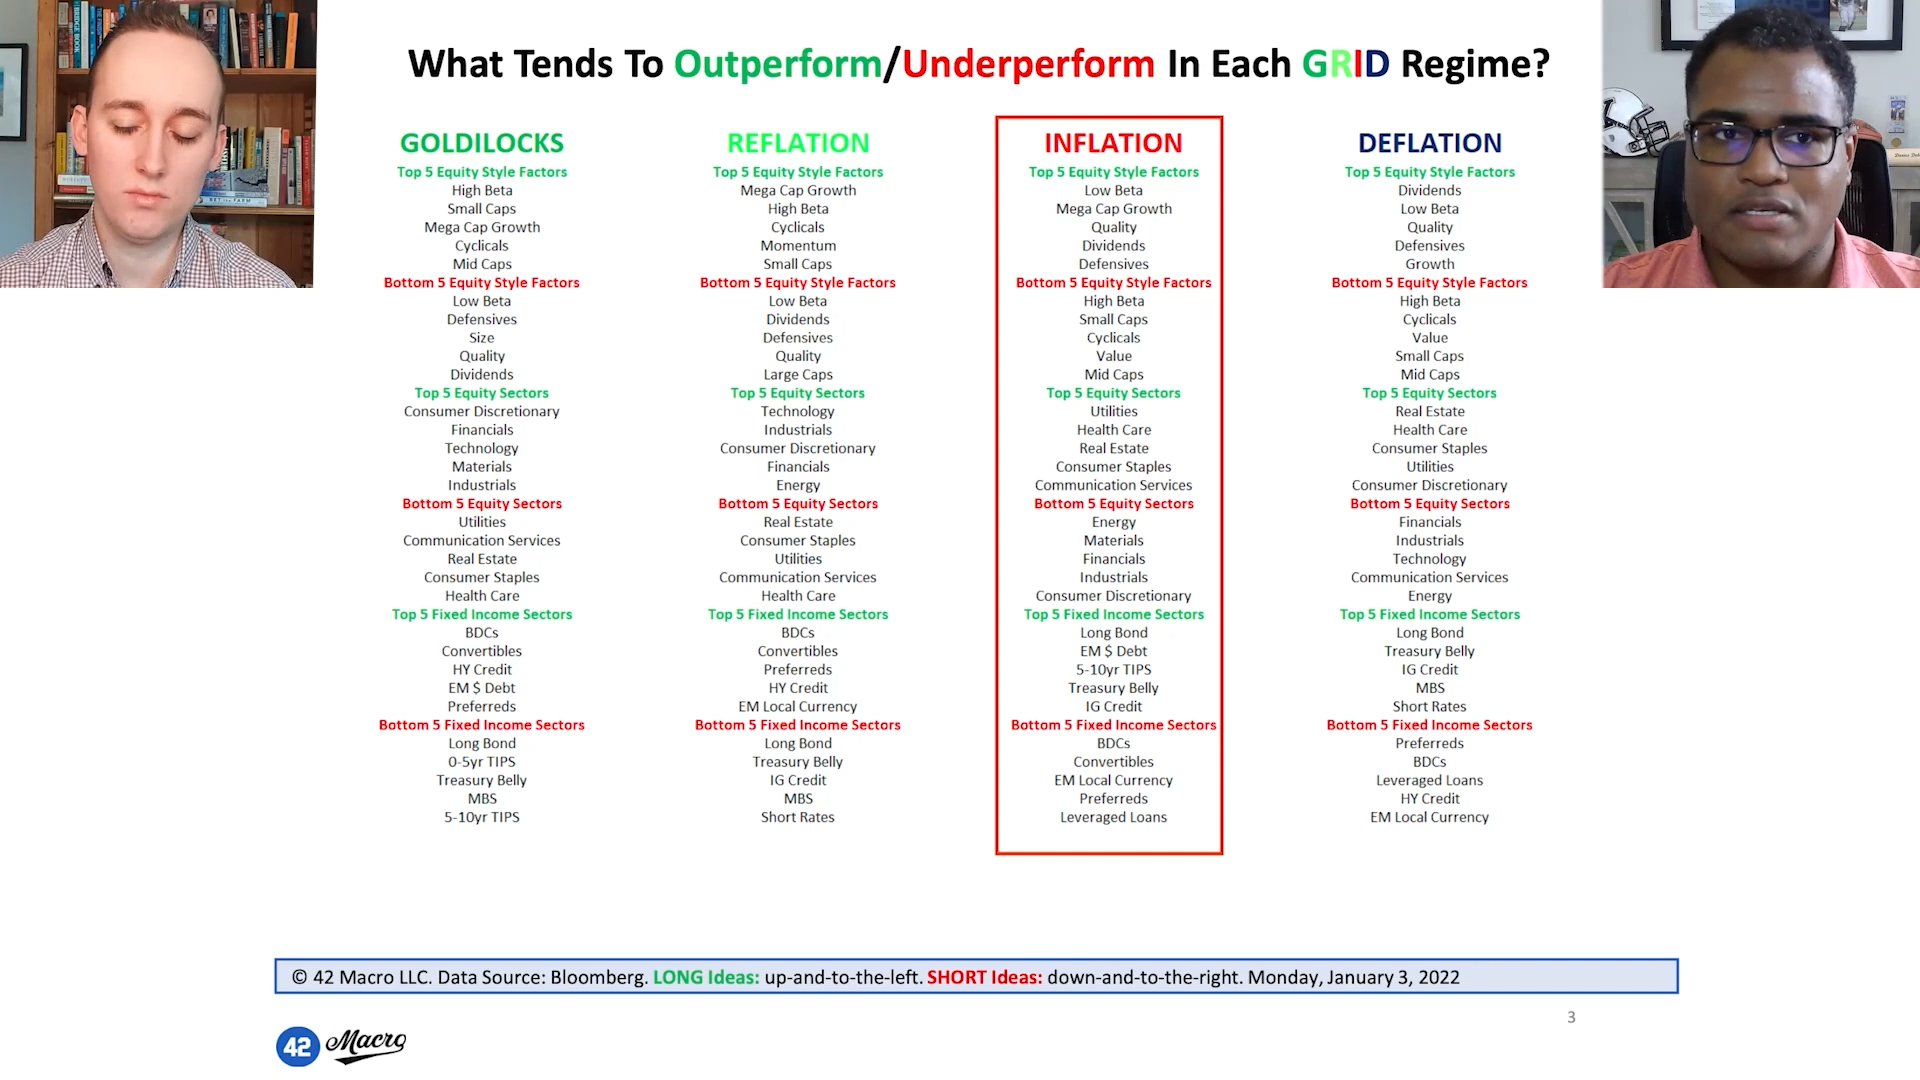 What Tends To Outperform/Underperform In Each GRID Regime?
GOLDILOCKS
Top 5 Equity Style Factors
High Beta
Small Caps
Mega Cap Growth
Cyclicals
Mid Caps
Bottom 5 Equity Style Factors
Low Beta
Defensives
Size
Quality
Dividends
Top 5 Equity Sectors
Consumer Discretionary
Financials
Technology
Materials
Industrials
Bottom 5 Equity Sectors
Utilities
Communication Services
Real Estate
Consumer Staples
Health Care
Top 5 Fixed Income Sectors
BDCs
Convertibles
HY Credit
EM $ Debt
Preferreds
Bottom 5 Fixed Income Sectors
Long Bond
0-5yr TIPS
Treasury Belly
MBS
5-10yr TIPS
REFLATION
Top 5 Equity Style Factors
Mega Cap Growth
High Beta
Cyclicals
Momentum
Small Caps
Bottom 5 Equity Style Factors
Low Beta
Dividends
Defensives
Quality
Large Caps
Top 5 Equity Sectors
Technology
Industrials
Consumer Discretionary
Financials
Energy
Bottom 5 Equity Sectors
Real Estate
Consumer Staples
Utilities
Communication Services
Health Care
Top 5 Fixed Income Sectors
BDCs
Convertibles
Preferreds
HY Credit
EM Local Currency
Bottom 5 Fixed Income Sectors
Long Bond
Treasury Belly
IG Credit
MBS
Short Rates
INFLATION
Top 5 Equity Style Factors
Low Beta
Mega Cap Growth
Quality
Dividends
Defensives
Bottom 5 Equity Style Factors
High Beta
Small Caps
Cyclicals
Value
Mid Caps
Top 5 Equity Sectors
Utilities
Health Care
Real Estate
Consumer Staples
Communication Services
Bottom 5 Equity Sectors
Energy
Materials
Financials
Industrials
Consumer Discretionary
Top 5 Fixed Income Sectors
Long Bond
EM $ Debt
5-10yr TIPS
Treasury Belly
IG Credit
Bottom 5 Fixed Income Sectors
BDCs
Convertibles
EM Local Currency
Preferreds
Leveraged Loans
DEFLATION
Top 5 Equity Style Factors
Dividends
Low Beta
Quality
Defensives
Growth
Bottom 5 Equity Style Factors
High Beta
Cyclicals
Value
Small Caps
Mid Caps
Top 5 Equity Sectors
Real Estate
Health Care
Consumer Staples
Utilities
Consumer Discretionary
Bottom 5 Equity Sectors
Financials
Industrials
Technology
Communication Services
Energy
Top 5 Fixed Income Sectors
Long Bond
Treasury Belly
IG Credit
MBS
Short Rates
Bottom 5 Fixed Income Sectors
Preferreds
BDCs
Leveraged Loans
HY Credit
EM Local Currency
© 42 Macro LLC. Data Source: Bloomberg. LONG Ideas: up-and-to-the-left. SHORT Ideas: down-and-to-the-right. Monday, January 3, 2022
3
42 Macro